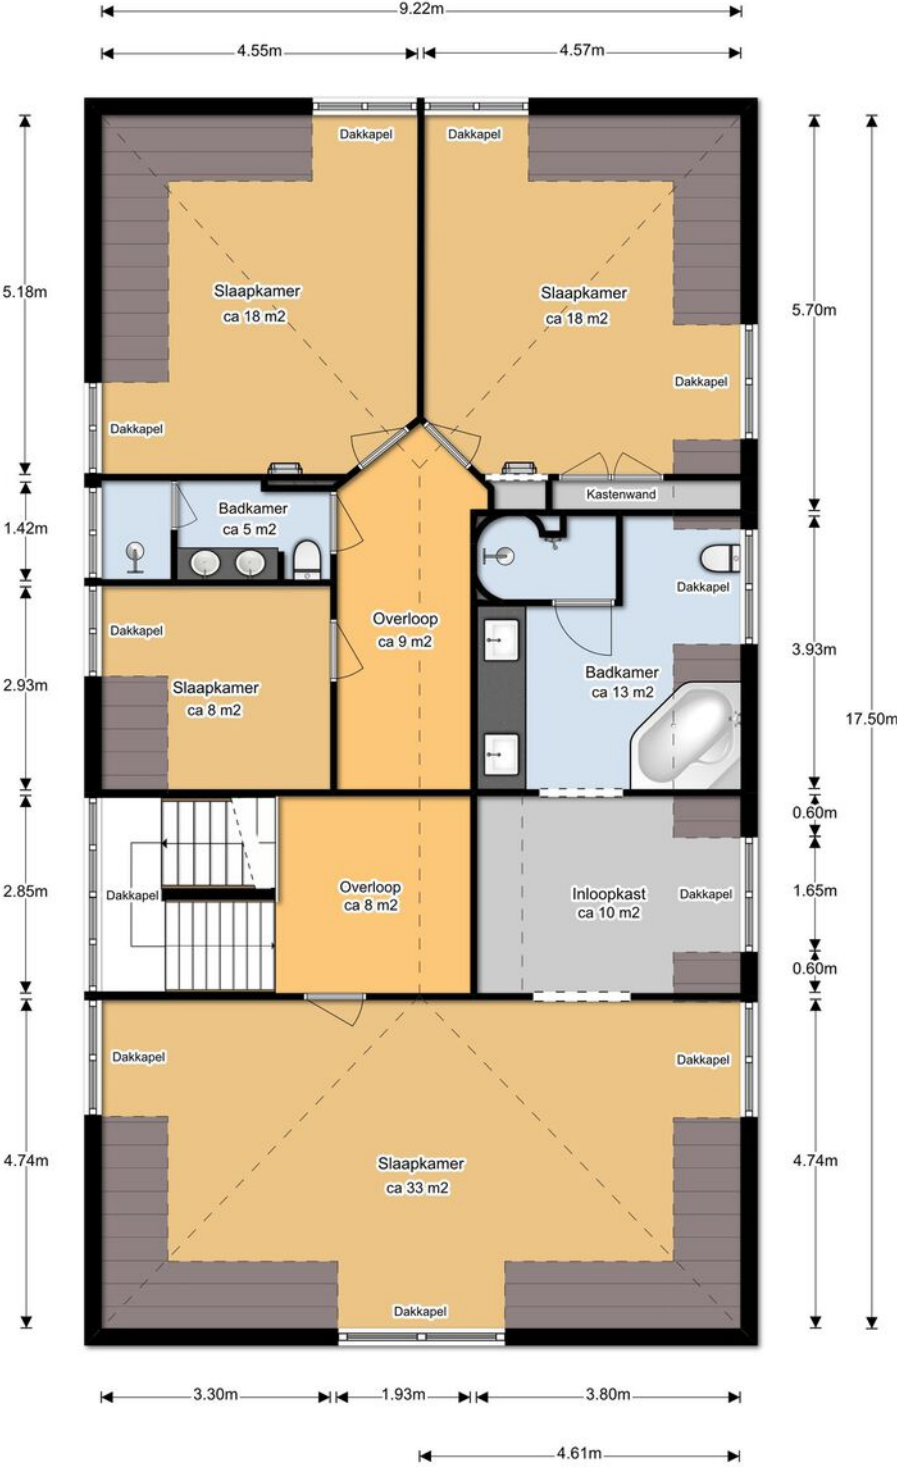 9.22m
4.55m
4.57m
Dakkapel
Dakkapel
5.18m
Slaapkamer
ca 18 m2
Slaapkamer
ca 18 m2
5.70m
Dakkapel
Dakkapel
Kastenwand
1.42m
Badkamer
ca 5 m2
Dakkapel
Overloop
ca 9 m2
Dakkapel
3.93m
2.93m
Slaapkamer
ca 8 m2
Badkamer
ca 13 m2
17.50m
0.60m
2.85m
Dakkapel
Overloop
ca 8 m2
Inloopkast
ca 10 m2
Dakkapel
1.65m
0.60m
Dakkapel
Dakkapel
4.74m
Slaapkamer
ca 33 m2
4.74m
Dakkapel
3.30m
1.93m
3.80m
4.61m